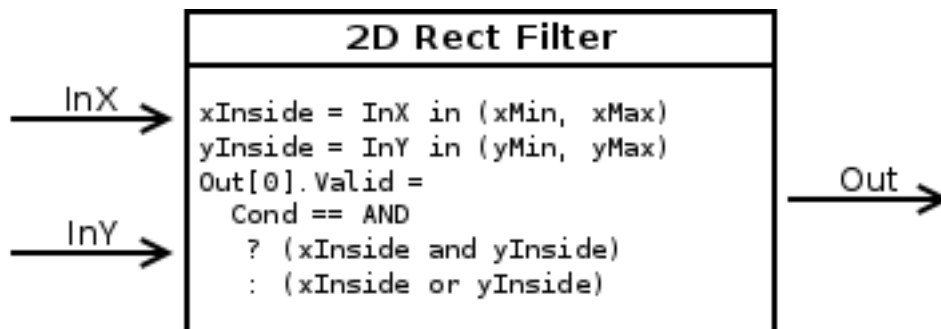 2D Rect Filter
InX
xInside = InX in (xMin, xMax)
yInside = InY in (yMin, yMax)
Out[0].Valid =
Out
Cond == AND
InY
? (xInside and yInside)
: (xInside or yInside)